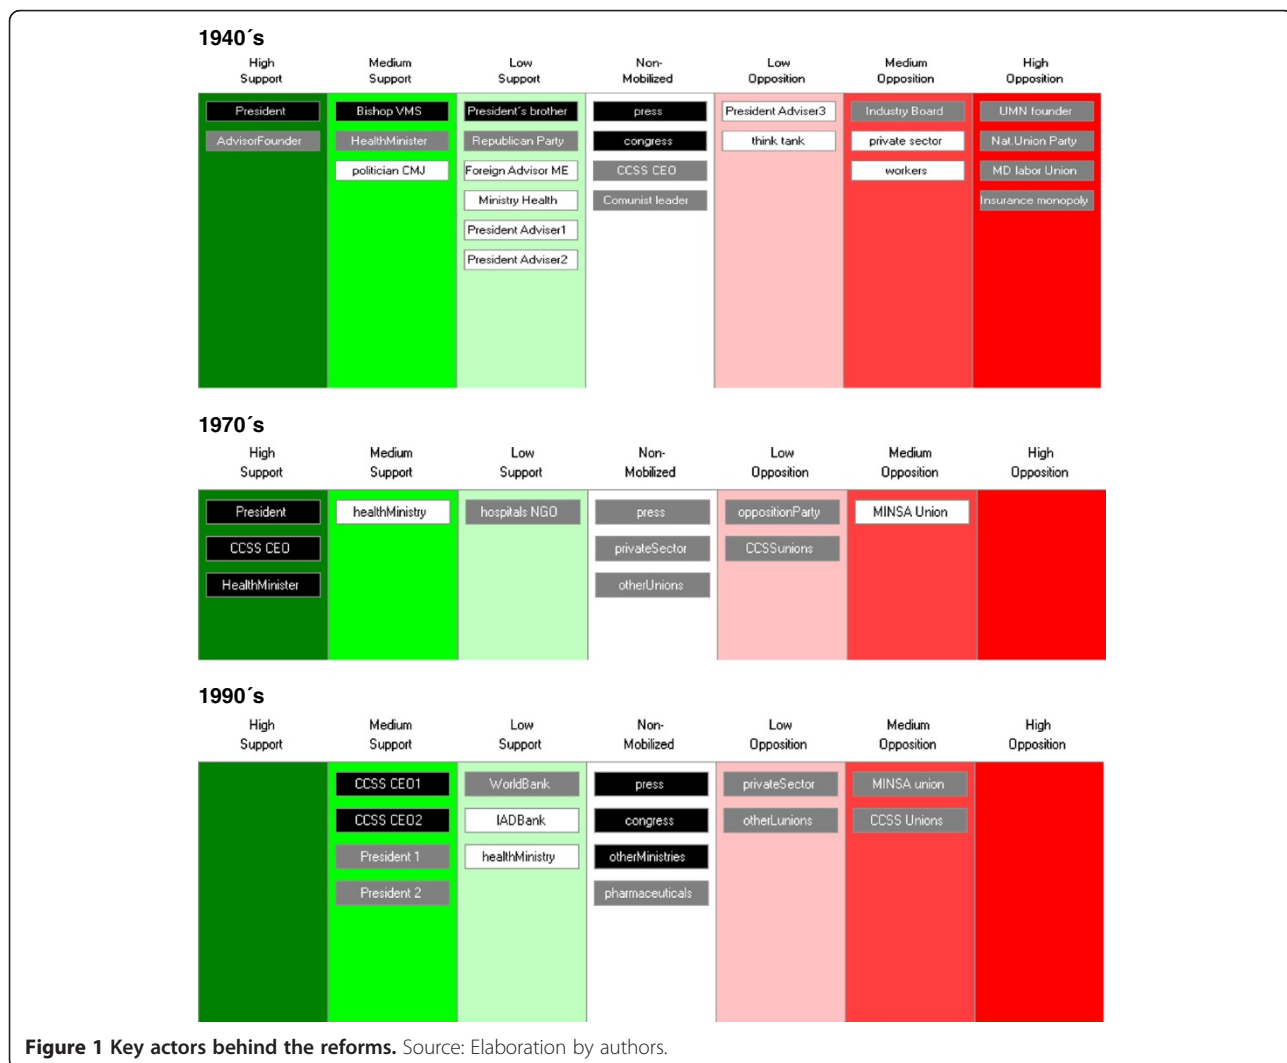 1940´s
High Support
Medium Support
Low Support
Non-Mobilized
Low Opposition
Medium Opposition
High Opposition
President
Bishop VMS
President´s brother
press
President Adviser3
Industry Board
UMN founder
AdvisorFounder
HealthMinister
Republican Party
congress
think tank
private sector
Nat.Union Party
politician CMJ
Foreign Advisor ME
CCSS CEO
workers
MD labor Union
Ministry Health
Comunist leader
Insurance monopoly
President Adviser1
President Adviser2
1970´s
High Support
Medium Support
Low Support
Non-Mobilized
Low Opposition
Medium Opposition
High Opposition
President
healthMinistry
hospitals NGO
press
oppositionParty
MINSA Union
CCSS CEO
privateSector
CCSSunions
HealthMinister
otherUnions
1990´s
High Support
Medium Support
Low Support
Non-Mobilized
Low Opposition
Medium Opposition
High Opposition
CCSS CEO1
WorldBank
press
privateSector
MINSA union
CCSS CEO2
IADBank
congress
otherLunions
CCSS Unions
President 1
healthMinistry
otherMinistries
President 2
pharmaceuticals
Figure 1 Key actors behind the reforms. Source: Elaboration by authors.